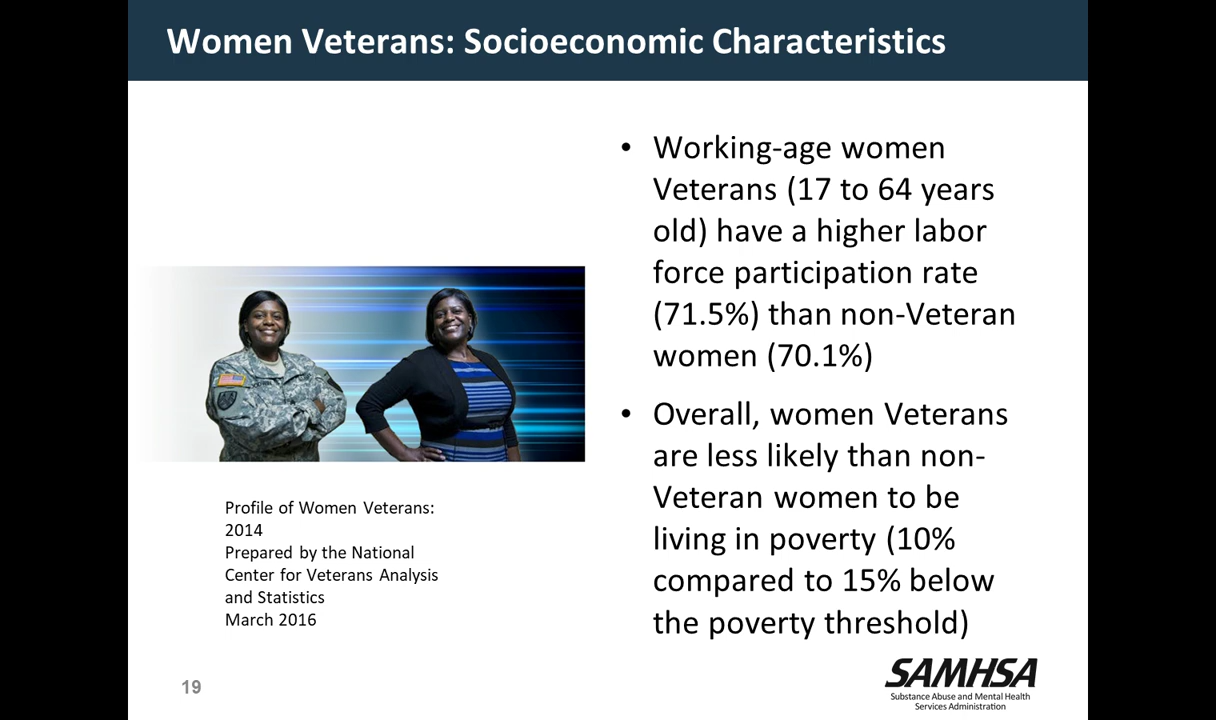 Women Veterans: Socioeconomic Characteristics
• Working-age women
Veterans (17 to 64 years
old) have a higher labor
force participation rate
(71.5%) than non-Veteran
women (70.1%)
• Overall, women Veterans
are less likely than non-
Veteran women to be
living in poverty (10%
compared to 15% below
the poverty threshold)
Profile of Women Veterans:
2014
Prepared by the National
Center for Veterans Analysis
and Statistics
March 2016
19
SAMHSA
Substance Abuse and Mental Health
Services Administration